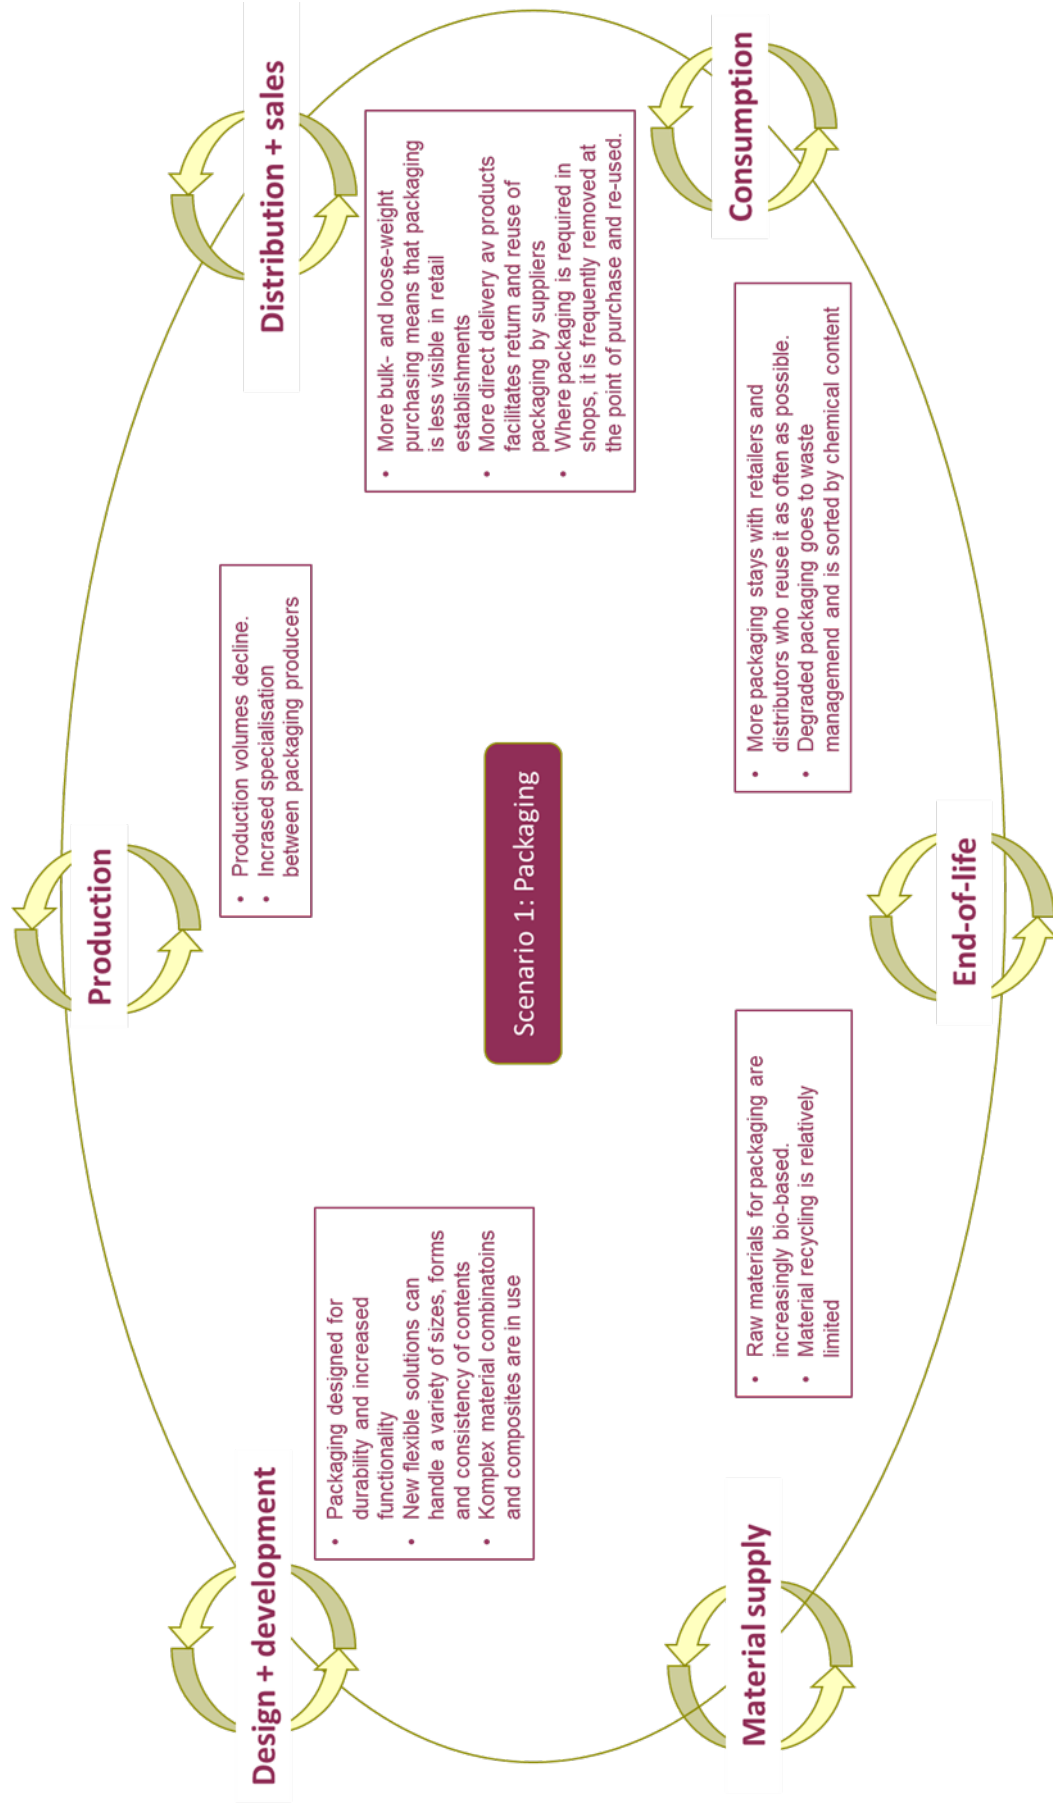 Production
Design + development
Distribution + sales
• Production volumes decline.
• Incrased specialisation
between packaging producers
• Packaging designed for
durability and increased
functionality
• New flexible solutions can
handle a variety of sizes, forms
and consistency of contents
• Komplex material combinatoins
and composites are in use
• More bulk- and loose-weight
purchasing means that packaging
is less visible in retail
establishments
• More direct delivery av products
facilitates return and reuse of
packaging by suppliers
• Where packaging is required in
shops, it is frequently removed at
the point of purchase and re-used.
Scenario 1: Packaging
Material supply
• Raw materials for packaging are
increasingly bio-based.
• Material recycling is relatively
limited
• More packaging stays with retailers and
distributors who reuse it as often as possible.
• Degraded packaging goes to waste
managemend and is sorted by chemical content
Consumption
End-of-life